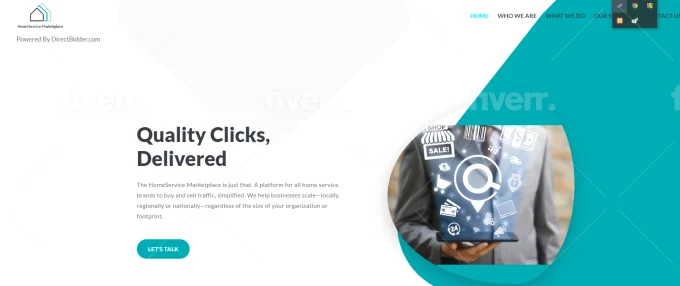 HomeService Marketplace
Powered By DirectBidder.com
HOME WHO WE ARE WHAT WE DO OUR CONTACT US
fiverr. fiverr. fiverr.
SHOP
SALE!
24
Quality Clicks,
Delivered
The HomeService Marketplace is just that. A platform for all home service
brands to buy and sell traffic, simplified. We help businesses scale—locally,
regionally or nationally—regardless of the size of your organization or
footprint.
LET'S TALK